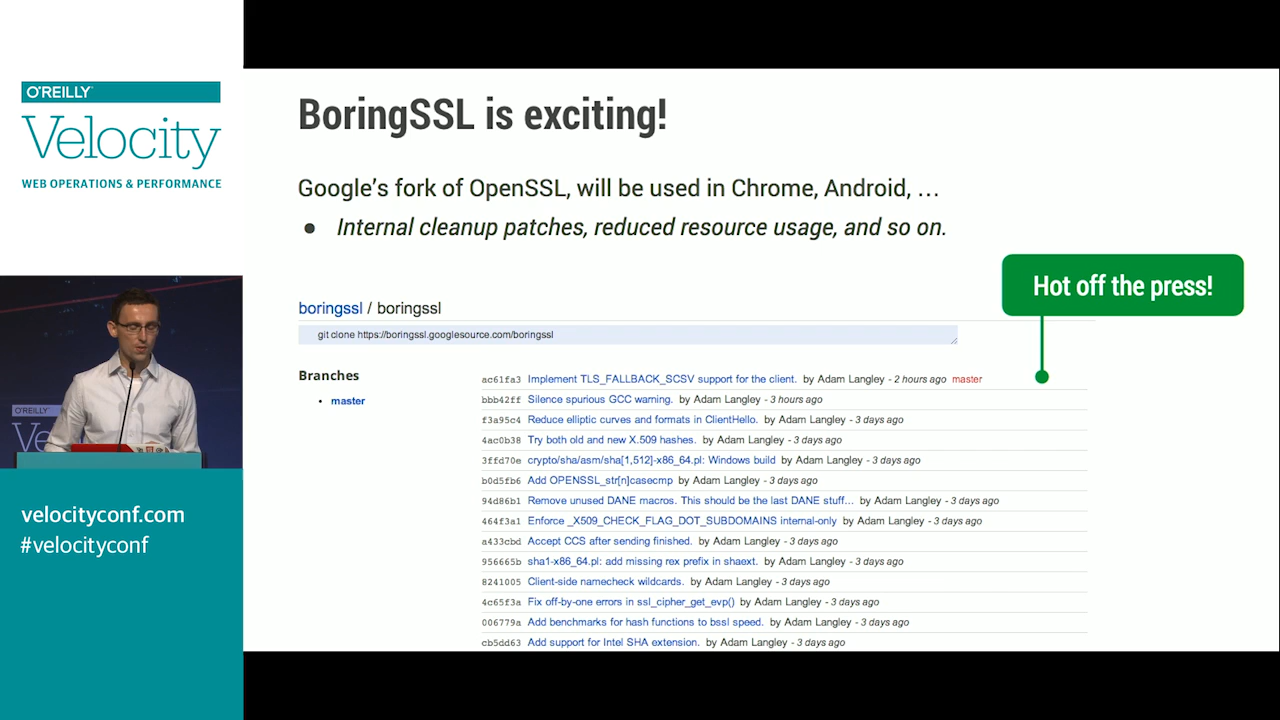 O'REILLY
Velocity
WEB OPERATIONS & PERFORMANCE
O'REILLY
Ve
velocityconf.com
#velocityconf
BoringSSL is exciting!
Google's fork of OpenSSL, will be used in Chrome, Android, …
● Internal cleanup patches, reduced resource usage, and so on.
Hot off the press!
boringssl / boringssl
git clone https://boringssl.googlesource.com/boringssl
Branches
• master
ac61fa3 Implement TLS_FALLBACK_SCSV support for the client. by Adam Langley - 2 hours ago master
bbb42ff Silence spurious GCC warning. by Adam Langley - 3 hours ago
f3a95c4 Reduce elliptic curves and formats in ClientHello. by Adam Langley - 3 days ago
4ac0b38 Try both old and new X.509 hashes. by Adam Langley - 3 days ago
3ffd70e crypto/sha/asm/sha[1,512]-x86_64.pl: Windows build by Adam Langley - 3 days ago
b0d5fb6 Add OPENSSL_str[n]casecmp by Adam Langley - 3 days ago
94d86b1 Remove unused DANE macros. This should be the last DANE stuff... by Adam Langley - 3 days ago
464f3a1 Enforce _X509_CHECK_FLAG_DOT_SUBDOMAINS internal-only by Adam Langley - 3 days ago
a433cbd Accept CCS after sending finished. by Adam Langley - 3 days ago
956665b sha1-x86_64.pl: add missing rex prefix in shaext. by Adam Langley - 3 days ago
8241005 Client-side namecheck wildcards. by Adam Langley - 3 days ago
4c65f3a Fix off-by-one errors in ssl_cipher_get_evp() by Adam Langley - 3 days ago
006779a Add benchmarks for hash functions to bssl speed. by Adam Langley - 3 days ago
cb5dd63 Add support for Intel SHA extension. by Adam Langley - 3 days ago